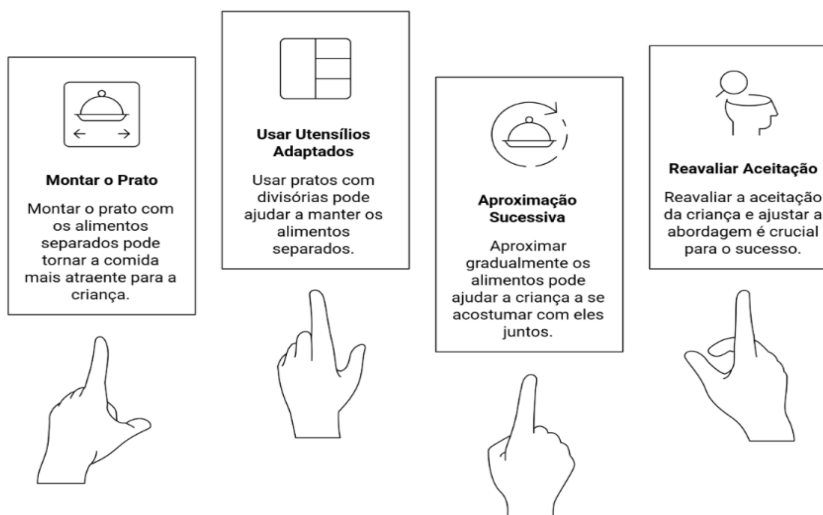 Montar o Prato
Montar o prato com
os alimentos
separados pode
tornar a comida
mais atraente para a
criança.
Usar Utensílios
Adaptados
Usar pratos com
divisórias pode
ajudar a manter os
alimentos
separados.
Aproximação
Sucessiva
Aproximar
gradualmente os
alimentos pode
ajudar a criança a se
acostumar com eles
juntos.
Reavaliar Aceitação
Reavaliar a aceitação
da criança e ajustar a
abordagem é crucial
para o sucesso.